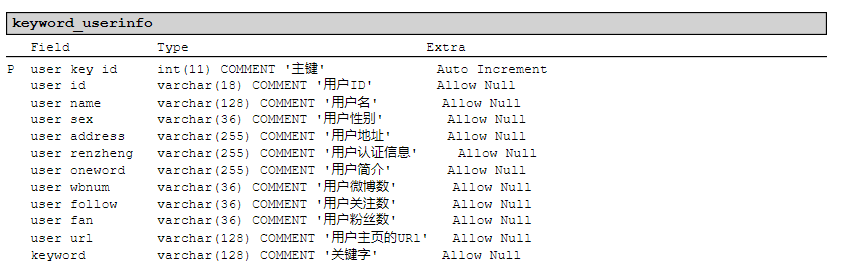 keyword_userinfo
Field Type Extra
P user key id int(11) COMMENT '主键' Auto Increment
user id varchar(18) COMMENT '用户ID' Allow Null
user name varchar(128) COMMENT '用户名' Allow Null
user sex varchar(36) COMMENT '用户性别' Allow Null
user address varchar(255) COMMENT '用户地址' Allow Null
user renzheng varchar(255) COMMENT '用户认证信息' Allow Null
user oneword varchar(255) COMMENT '用户简介' Allow Null
user wbnum varchar(36) COMMENT '用户微博数' Allow Null
user follow varchar(36) COMMENT '用户关注数' Allow Null
user fan varchar(36) COMMENT '用户粉丝数' Allow Null
user url varchar(128) COMMENT '用户主页的URl' Allow Null
keyword varchar(128) COMMENT '关键字' Allow Null